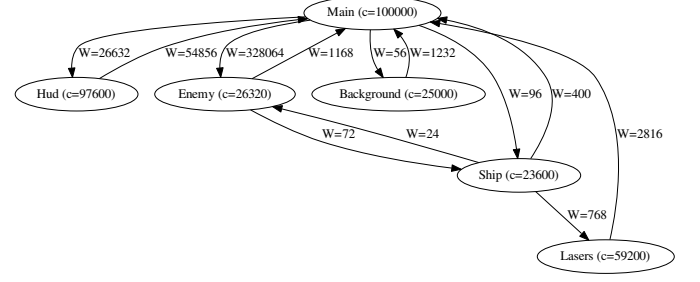 Main (c=100000)
W=26632
W=54856
W=328064
W=1168
W=56
W=1232
Hud (c=97600)
Enemy (c=26320)
Background (c=25000)
W=96
W=400
W=72
W=24
W=2816
Ship (c=23600)
W=768
Lasers (c=59200)